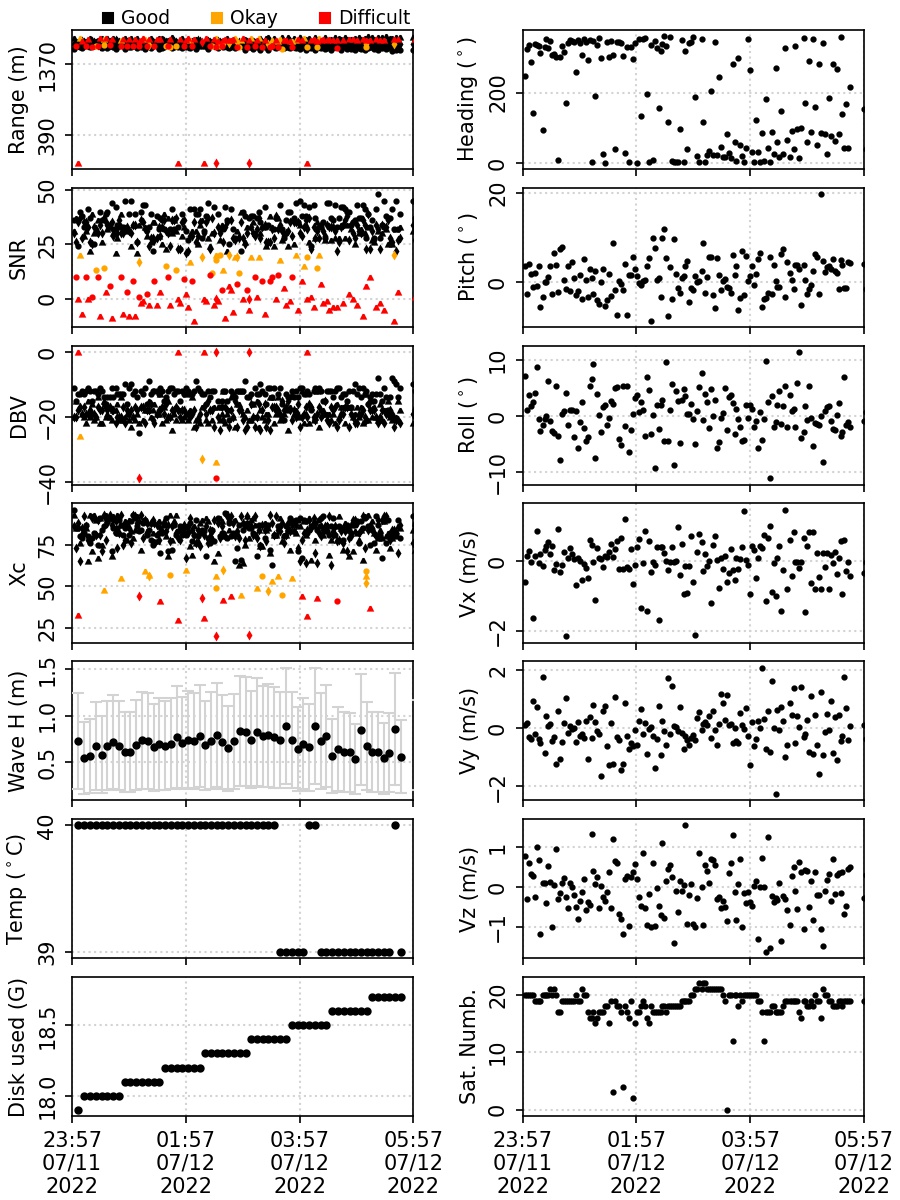 Good Okay Difficult
Range (m)
1370
390
Heading (°)
200
0
SNR
50
25
0
Pitch (°)
20
0
DBV
0
−20
−40
Roll (°)
10
0
−10
Xc
75
50
25
Vx (m/s)
0
−2
Wave H (m)
1.5
1.0
0.5
Vy (m/s)
2
0
−2
Temp (°C)
40
39
Vz (m/s)
1
0
−1
Disk used (G)
18.5
18.0
Sat. Numb.
20
10
0
23:57 01:57 03:57 05:57
07/11 07/12 07/12 07/12
2022 2022 2022 2022
23:57 01:57 03:57 05:57
07/11 07/12 07/12 07/12
2022 2022 2022 2022